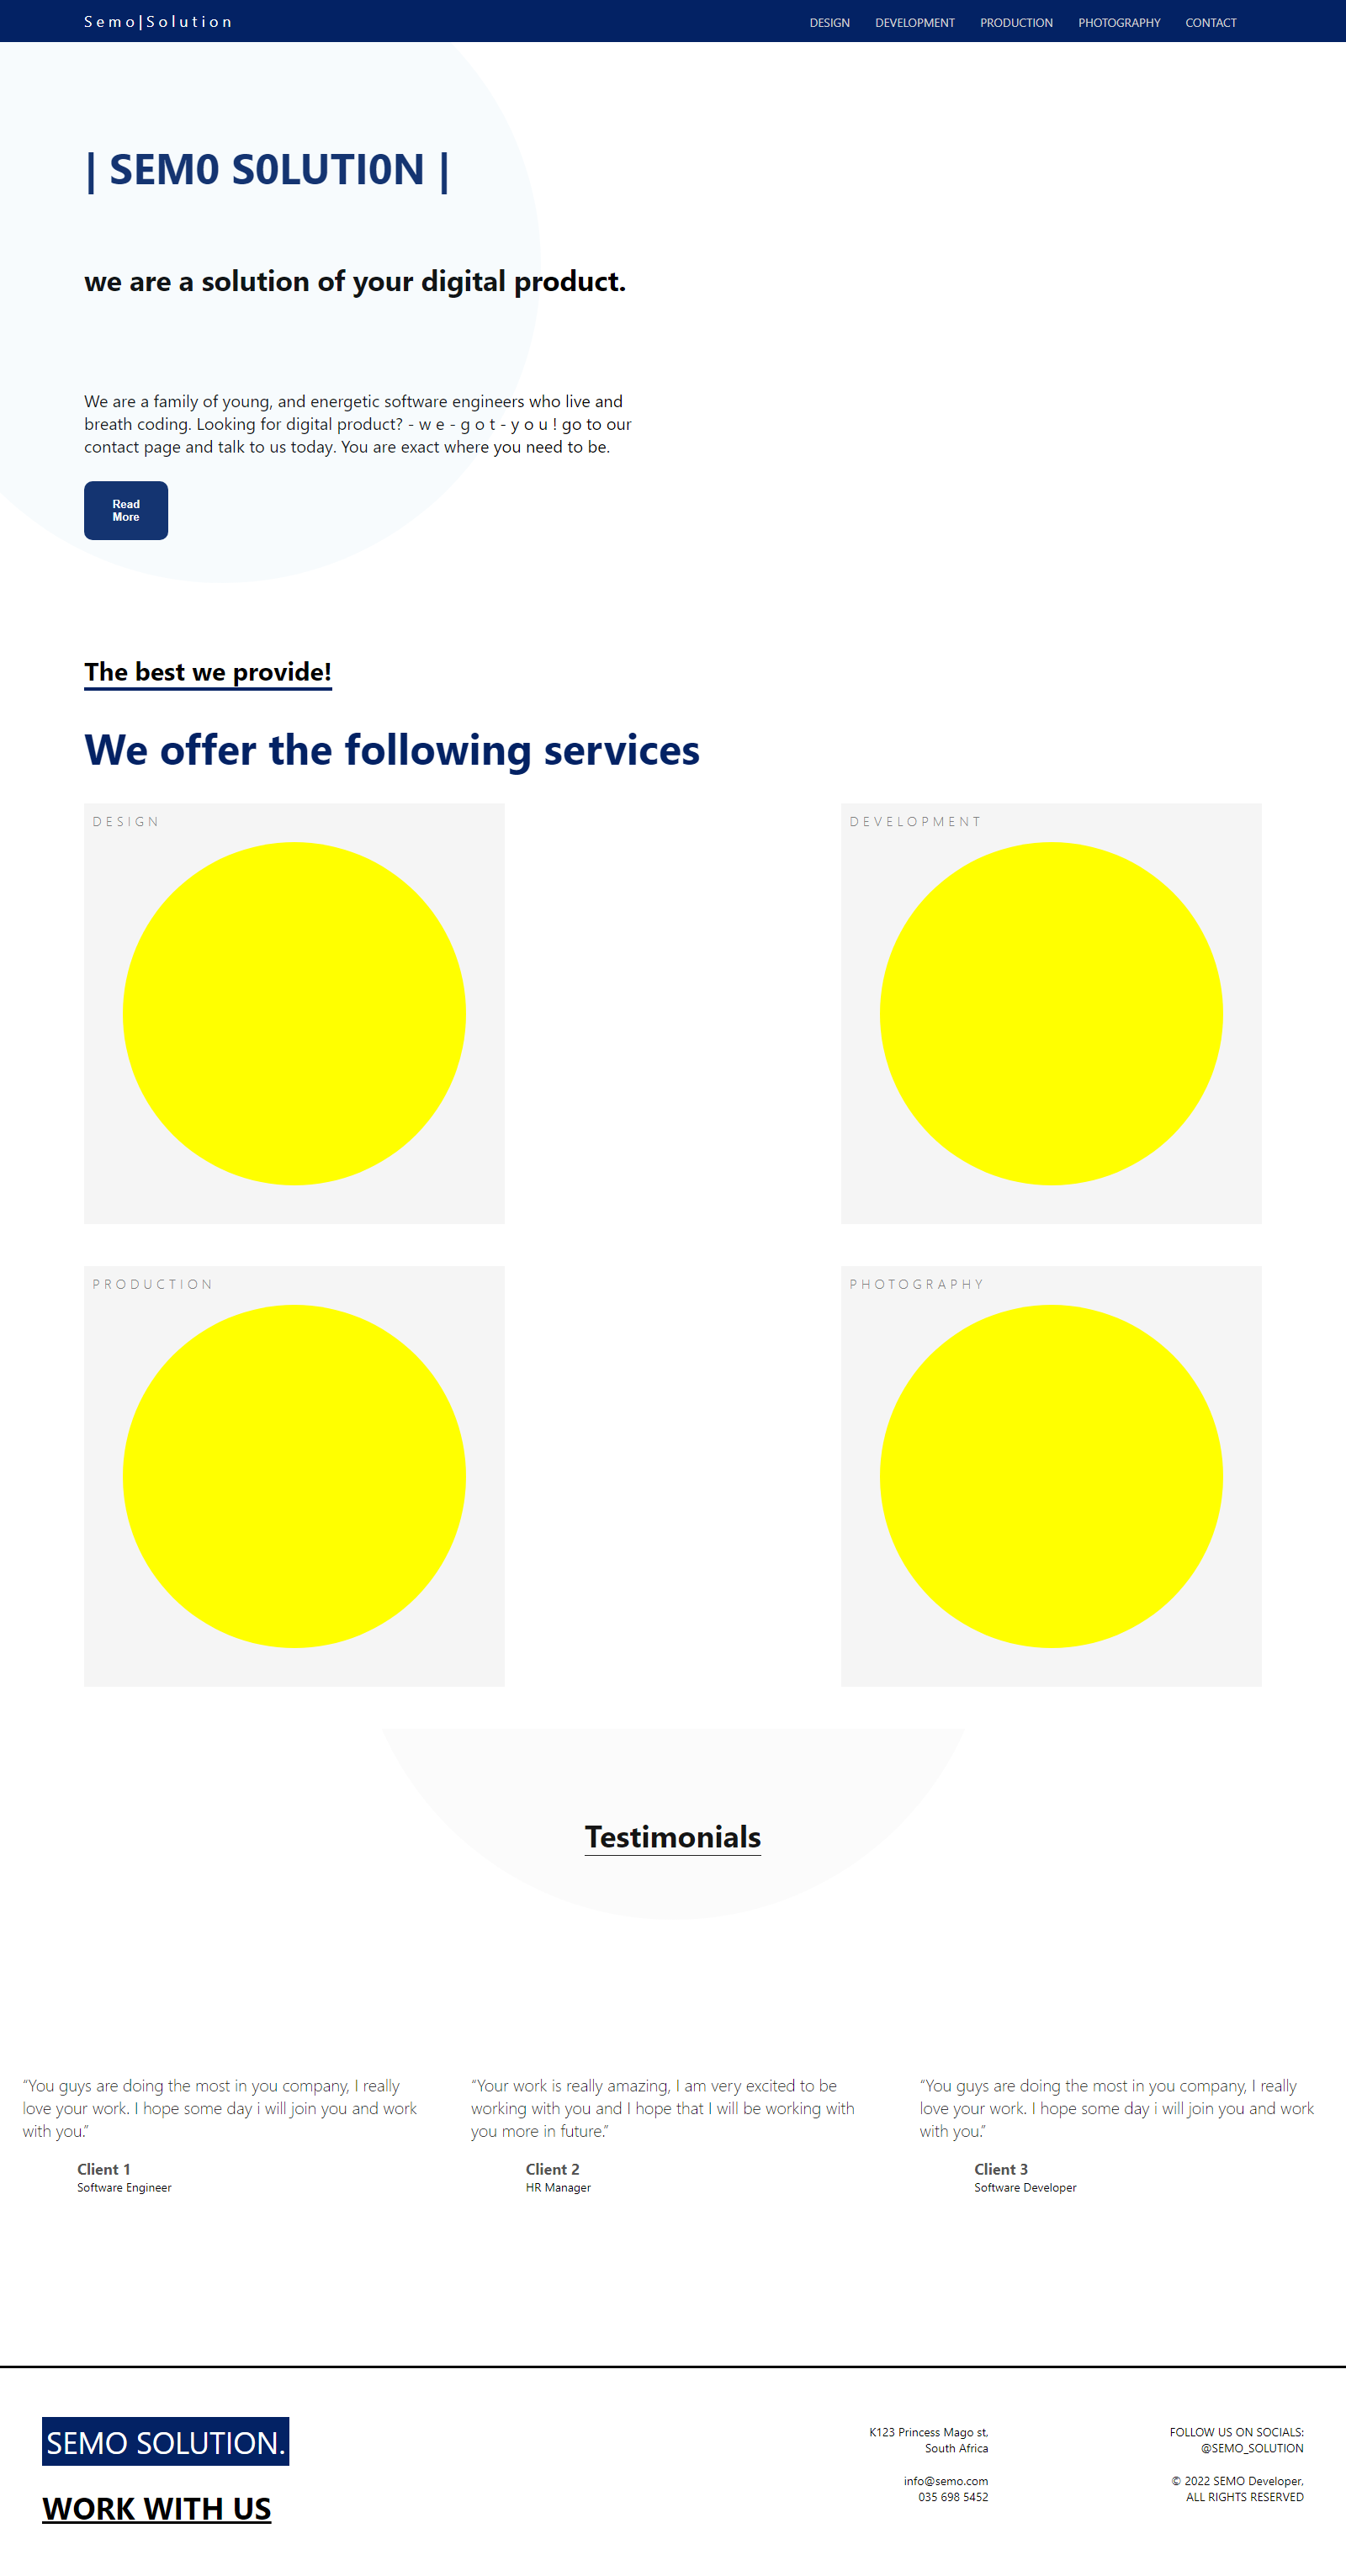 Semo|Solution
DESIGN DEVELOPMENT PRODUCTION PHOTOGRAPHY CONTACT
| SEM0 S0LUTI0N |
we are a solution of your digital product.
We are a family of young, and energetic software engineers who live and
breath coding. Looking for digital product? - w e - g o t - y o u ! go to our
contact page and talk to us today. You are exact where you need to be.
Read
More
The best we provide!
We offer the following services
DESIGN
DEVELOPMENT
PRODUCTION
PHOTOGRAPHY
Testimonials
“You guys are doing the most in you company, I really
love your work. I hope some day i will join you and work
with you.”
Client 1
Software Engineer
“Your work is really amazing, I am very excited to be
working with you and I hope that I will be working with
you more in future.”
Client 2
HR Manager
“You guys are doing the most in you company, I really
love your work. I hope some day i will join you and work
with you.”
Client 3
Software Developer
SEMO SOLUTION.
WORK WITH US
K123 Princess Mago st,
South Africa
info@semo.com
035 698 5452
FOLLOW US ON SOCIALS:
@SEMO_SOLUTION
© 2022 SEMO Developer,
ALL RIGHTS RESERVED